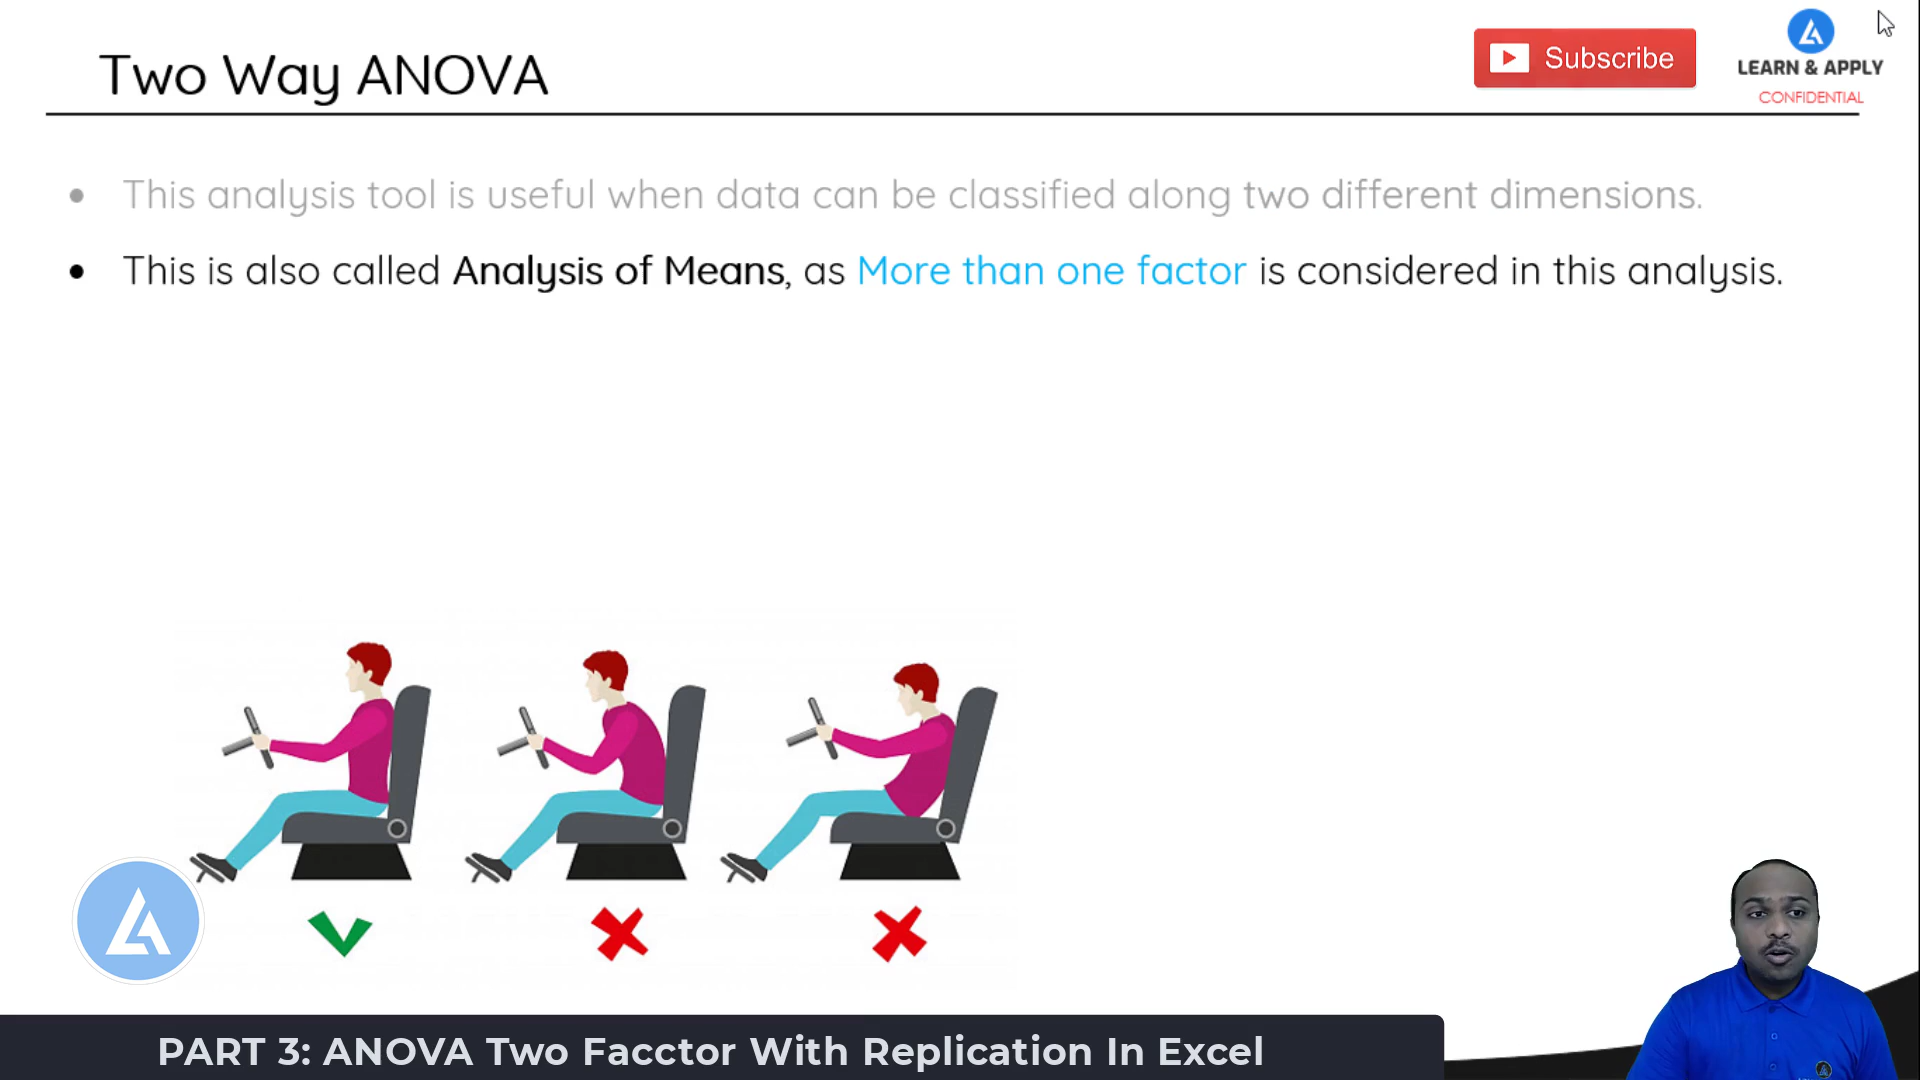 Two Way ANOVA
Subscribe
LEARN & APPLY
CONFIDENTIAL
This analysis tool is useful when data can be classified along two different dimensions.
This is also called Analysis of Means, as More than one factor is considered in this analysis.
PART 3: ANOVA Two Facctor With Replication In Excel